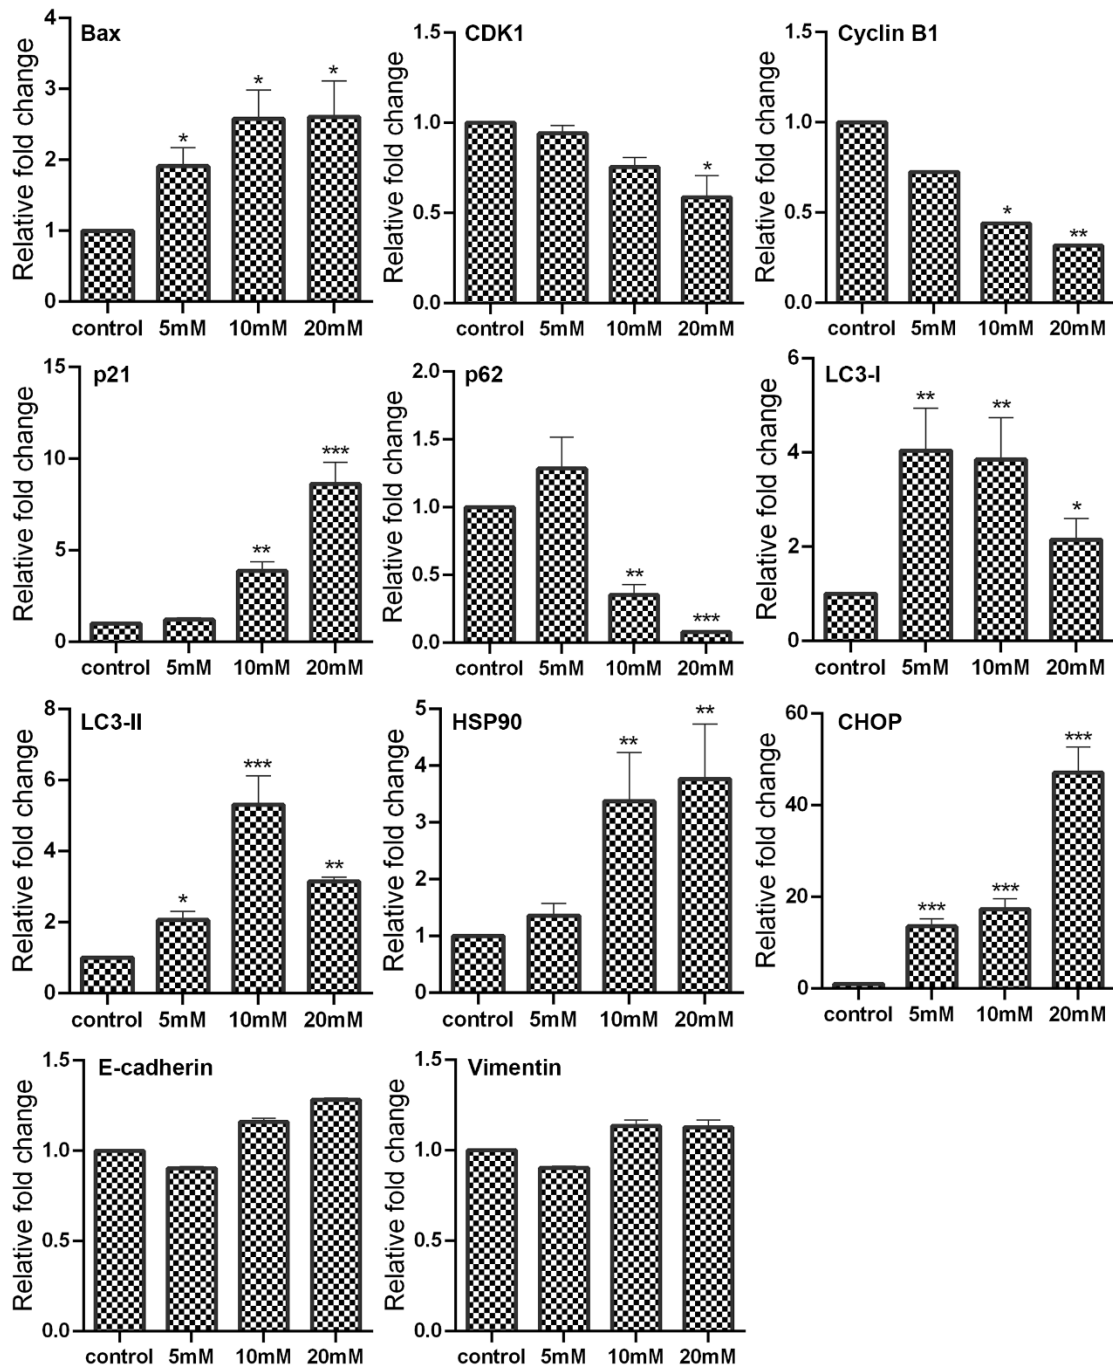 Bax
Relative fold change
4
3
2
1
0
*
*
*
control 5mM 10mM 20mM
CDK1
Relative fold change
1.5
1.0
0.5
0.0
*
control 5mM 10mM 20mM
Cyclin B1
Relative fold change
1.5
1.0
0.5
0.0
*
**
control 5mM 10mM 20mM
p21
Relative fold change
15
10
5
0
**
***
control 5mM 10mM 20mM
p62
Relative fold change
2.0
1.5
1.0
0.5
0.0
**
***
control 5mM 10mM 20mM
LC3-I
Relative fold change
6
4
2
0
**
**
*
control 5mM 10mM 20mM
LC3-II
Relative fold change
8
6
4
2
0
*
***
**
control 5mM 10mM 20mM
HSP90
Relative fold change
5
4
3
2
1
0
**
**
control 5mM 10mM 20mM
CHOP
Relative fold change
60
40
20
0
***
***
***
control 5mM 10mM 20mM
E-cadherin
Relative fold change
1.5
1.0
0.5
0.0
control 5mM 10mM 20mM
Vimentin
Relative fold change
1.5
1.0
0.5
0.0
control 5mM 10mM 20mM